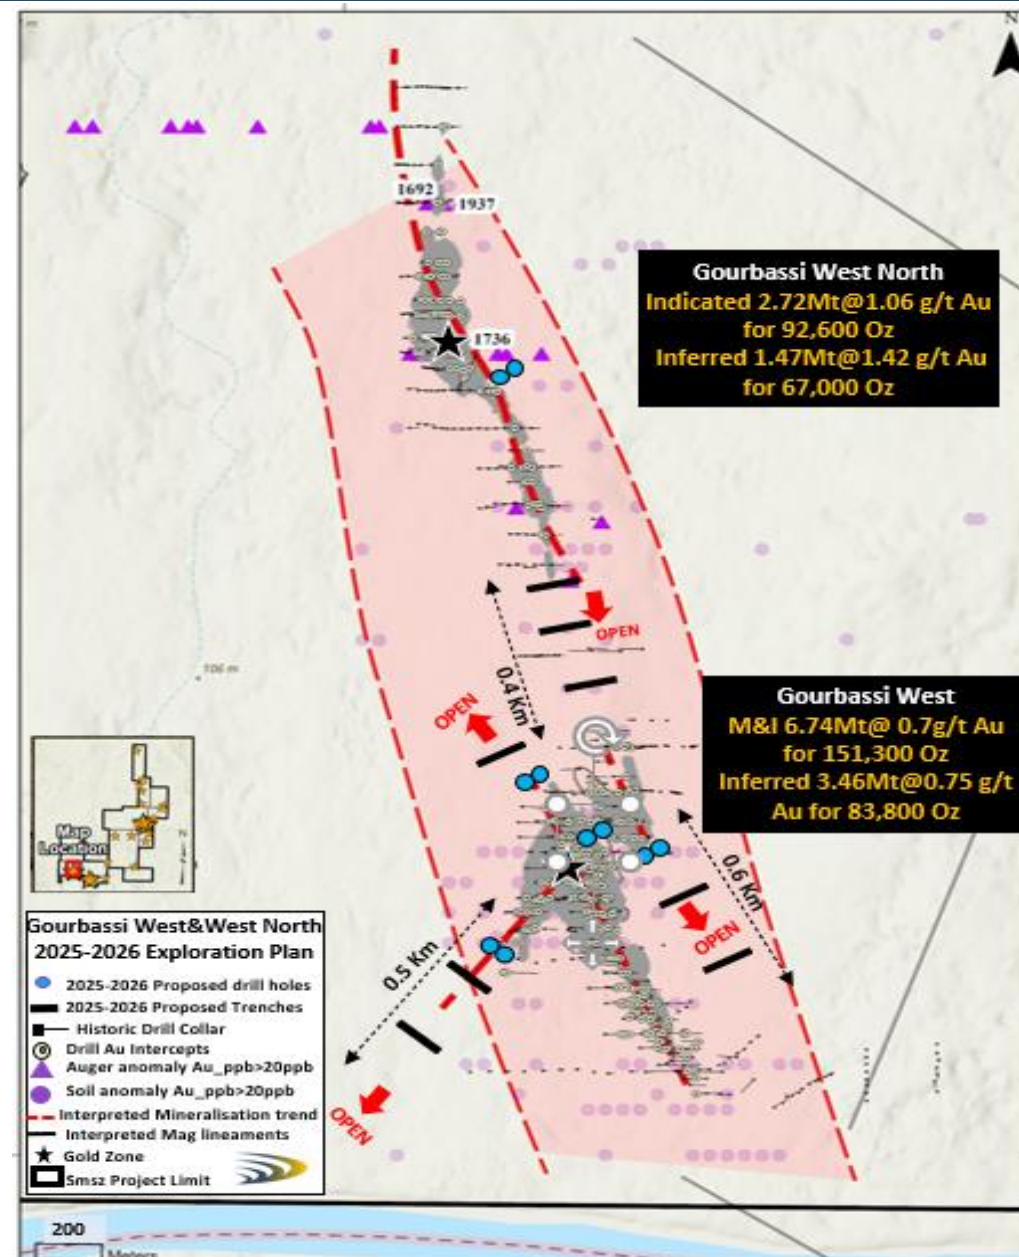 N
1692
1937
Gourbassi West North
Indicated 2.72Mt@1.06 g/t Au
for 92,600 Oz
Inferred 1.47Mt@1.42 g/t Au
for 67,000 Oz
1736
OPEN
0.4 Km
OPEN
106 m
Gourbassi West
M&I 6.74Mt@ 0.7g/t Au
for 151,300 Oz
Inferred 3.46Mt@0.75 g/t
Au for 83,800 Oz
Map
Location
N
0.6 Km
OPEN
0.5 Km
OPEN
Gourbassi West&West North
2025-2026 Exploration Plan
2025-2026 Proposed drill holes
2025-2026 Proposed Trenches
Historic Drill Collar
Drill Au Intercepts
Auger anomaly Au_ppb>20ppb
Soil anomaly Au_ppb>20ppb
Interpreted Mineralisation trend
Interpreted Mag lineaments
Gold Zone
Smsz Project Limit
200
Meters